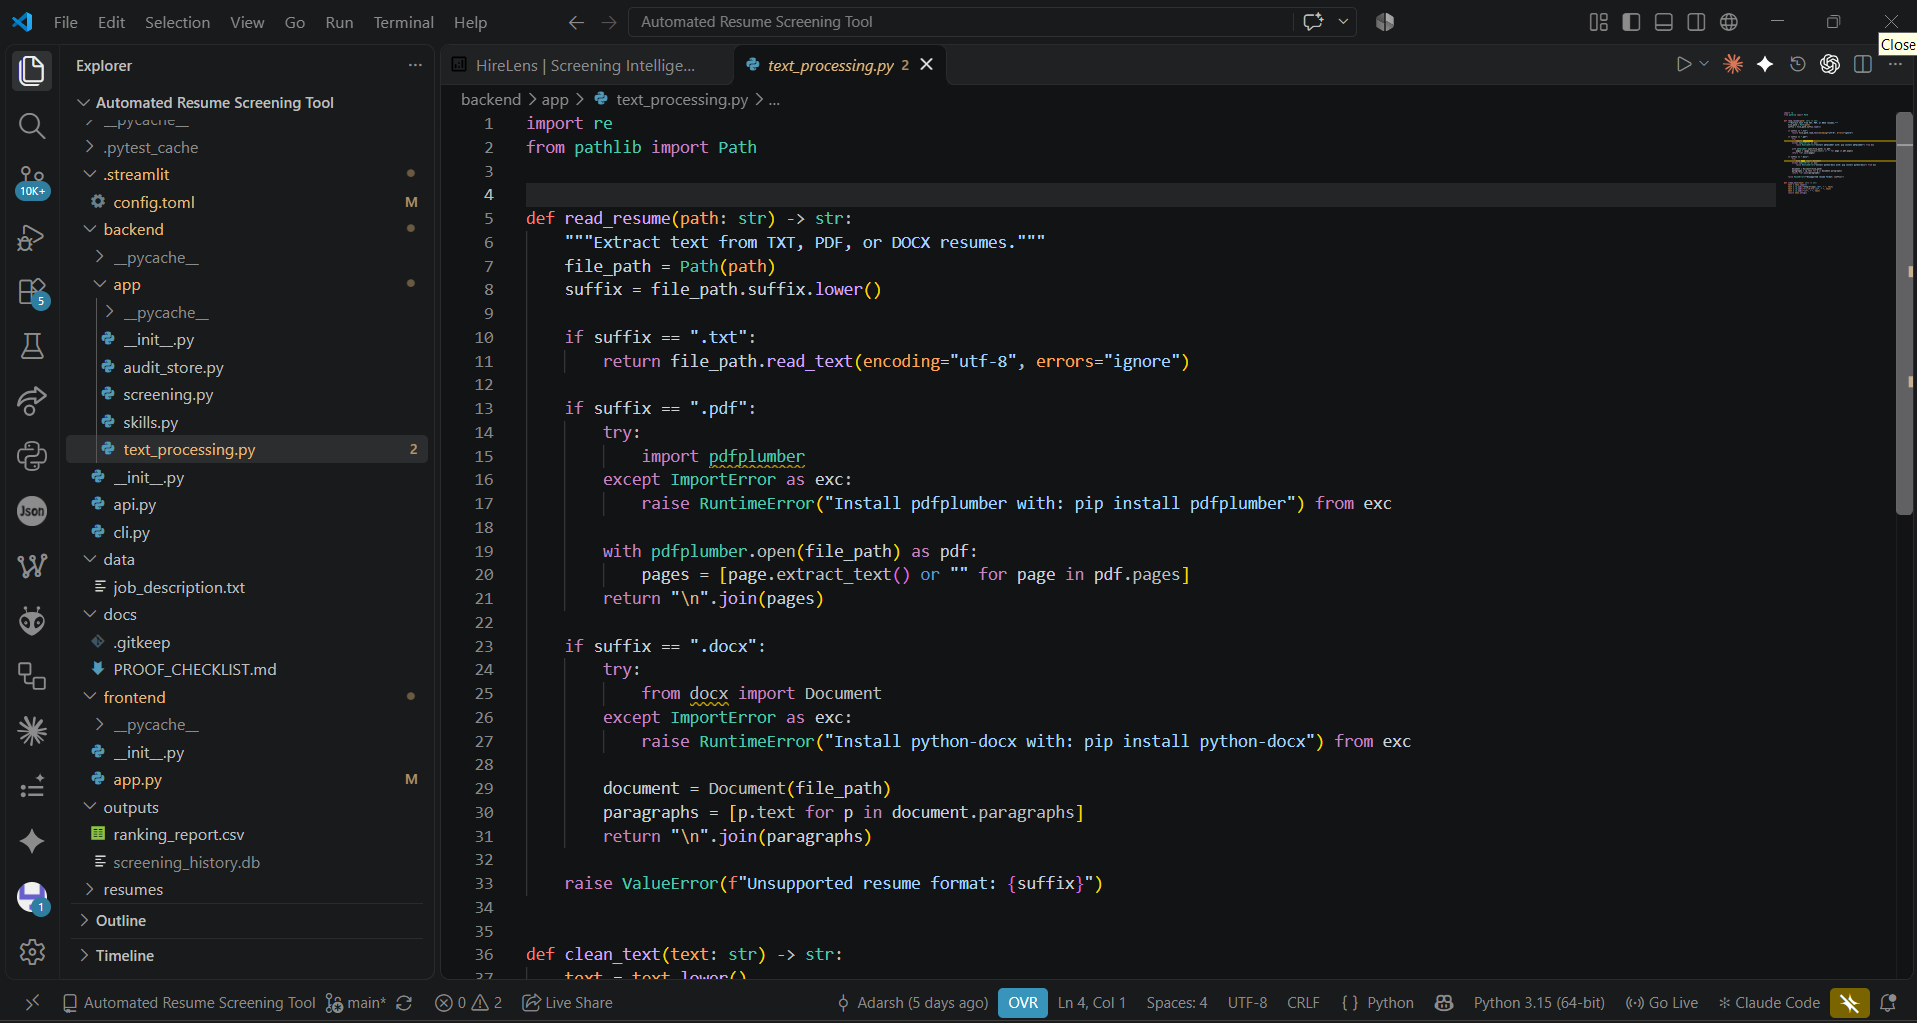 File Edit Selection View Go Run Terminal Help
Automated Resume Screening Tool
Close
Explorer
HireLens | Screening Intellige...
text_processing.py 2
Automated Resume Screening Tool
backend > app > text_processing.py > ...
__pycache__
.pytest_cache
.streamlit
config.toml M
backend
__pycache__
app
__pycache__
__init__.py
audit_store.py
screening.py
skills.py
text_processing.py 2
__init__.py
api.py
cli.py
data
job_description.txt
docs
.gitkeep
PROOF_CHECKLIST.md
frontend
__pycache__
__init__.py
app.py M
outputs
ranking_report.csv
screening_history.db
resumes
Outline
Timeline
10K+
5
Json
1
1 import re
2 from pathlib import Path
3
4
5 def read_resume(path: str) -> str:
6 """Extract text from TXT, PDF, or DOCX resumes."""
7 file_path = Path(path)
8 suffix = file_path.suffix.lower()
9
10 if suffix == ".txt":
11 return file_path.read_text(encoding="utf-8", errors="ignore")
12
13 if suffix == ".pdf":
14 try:
15 import pdfplumber
16 except ImportError as exc:
17 raise RuntimeError("Install pdfplumber with: pip install pdfplumber") from exc
18
19 with pdfplumber.open(file_path) as pdf:
20 pages = [page.extract_text() or "" for page in pdf.pages]
21 return "\n".join(pages)
22
23 if suffix == ".docx":
24 try:
25 from docx import Document
26 except ImportError as exc:
27 raise RuntimeError("Install python-docx with: pip install python-docx") from exc
28
29 document = Document(file_path)
30 paragraphs = [p.text for p in document.paragraphs]
31 return "\n".join(paragraphs)
32
33 raise ValueError(f"Unsupported resume format: {suffix}")
34
35
36 def clean_text(text: str) -> str:
37 text = text.lower()
Automated Resume Screening Tool main* 0 2 Live Share Adarsh (5 days ago) OVR Ln 4, Col 1 Spaces: 4 UTF-8 CRLF { } Python Python 3.15 (64-bit) Go Live Claude Code